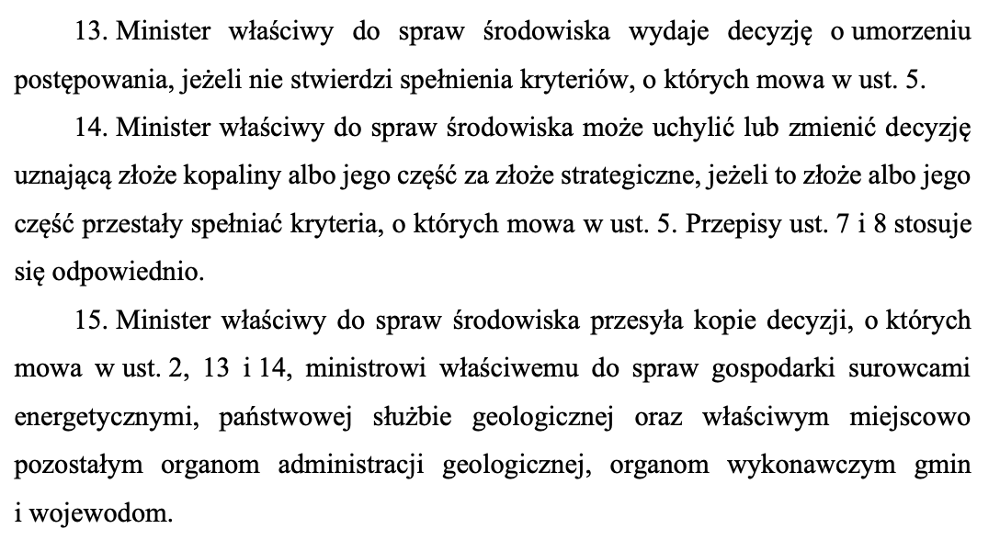 13. Minister właściwy do spraw środowiska wydaje decyzję o umorzeniu
postępowania, jeżeli nie stwierdzi spełnienia kryteriów, o których mowa w ust. 5.
14. Minister właściwy do spraw środowiska może uchylić lub zmienić decyzję
uznającą złoże kopaliny albo jego część za złoże strategiczne, jeżeli to złoże albo jego
część przestały spełniać kryteria, o których mowa w ust. 5. Przepisy ust. 7 i 8 stosuje
się odpowiednio.
15. Minister właściwy do spraw środowiska przesyła kopie decyzji, o których
mowa w ust. 2, 13 i 14, ministrowi właściwemu do spraw gospodarki surowcami
energetycznymi, państwowej służbie geologicznej oraz właściwym miejscowo
pozostałym organom administracji geologicznej, organom wykonawczym gmin
i wojewodom.